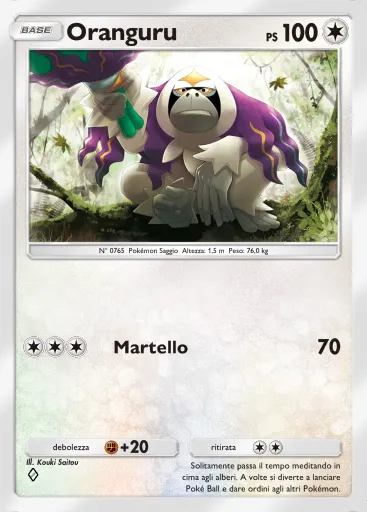 BASE Oranguru PS 100
N° 0765 Pokémon Saggio Altezza: 1,5 m Peso: 76,0 kg
Martello 70
debolezza +20 ritirata
Ill. Kouki Saitou
Solitamente passa il tempo meditando in
cima agli alberi. A volte si diverte a lanciare
Poké Ball e dare ordini agli altri Pokémon.